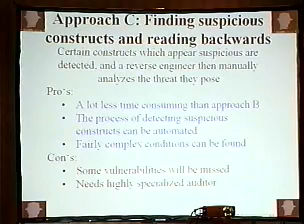 Approach C: Finding suspicious
constructs and reading backwards
Certain constructs which appear suspicious are
detected, and a reverse engineer then manually
analyzes the threat they pose
Pro's:
• A lot less time consuming than approach B
• The process of detecting suspicious
constructs can be automated
• Fairly complex conditions can be found
Con's:
• Some vulnerabilities will be missed
• Needs highly specialized auditor